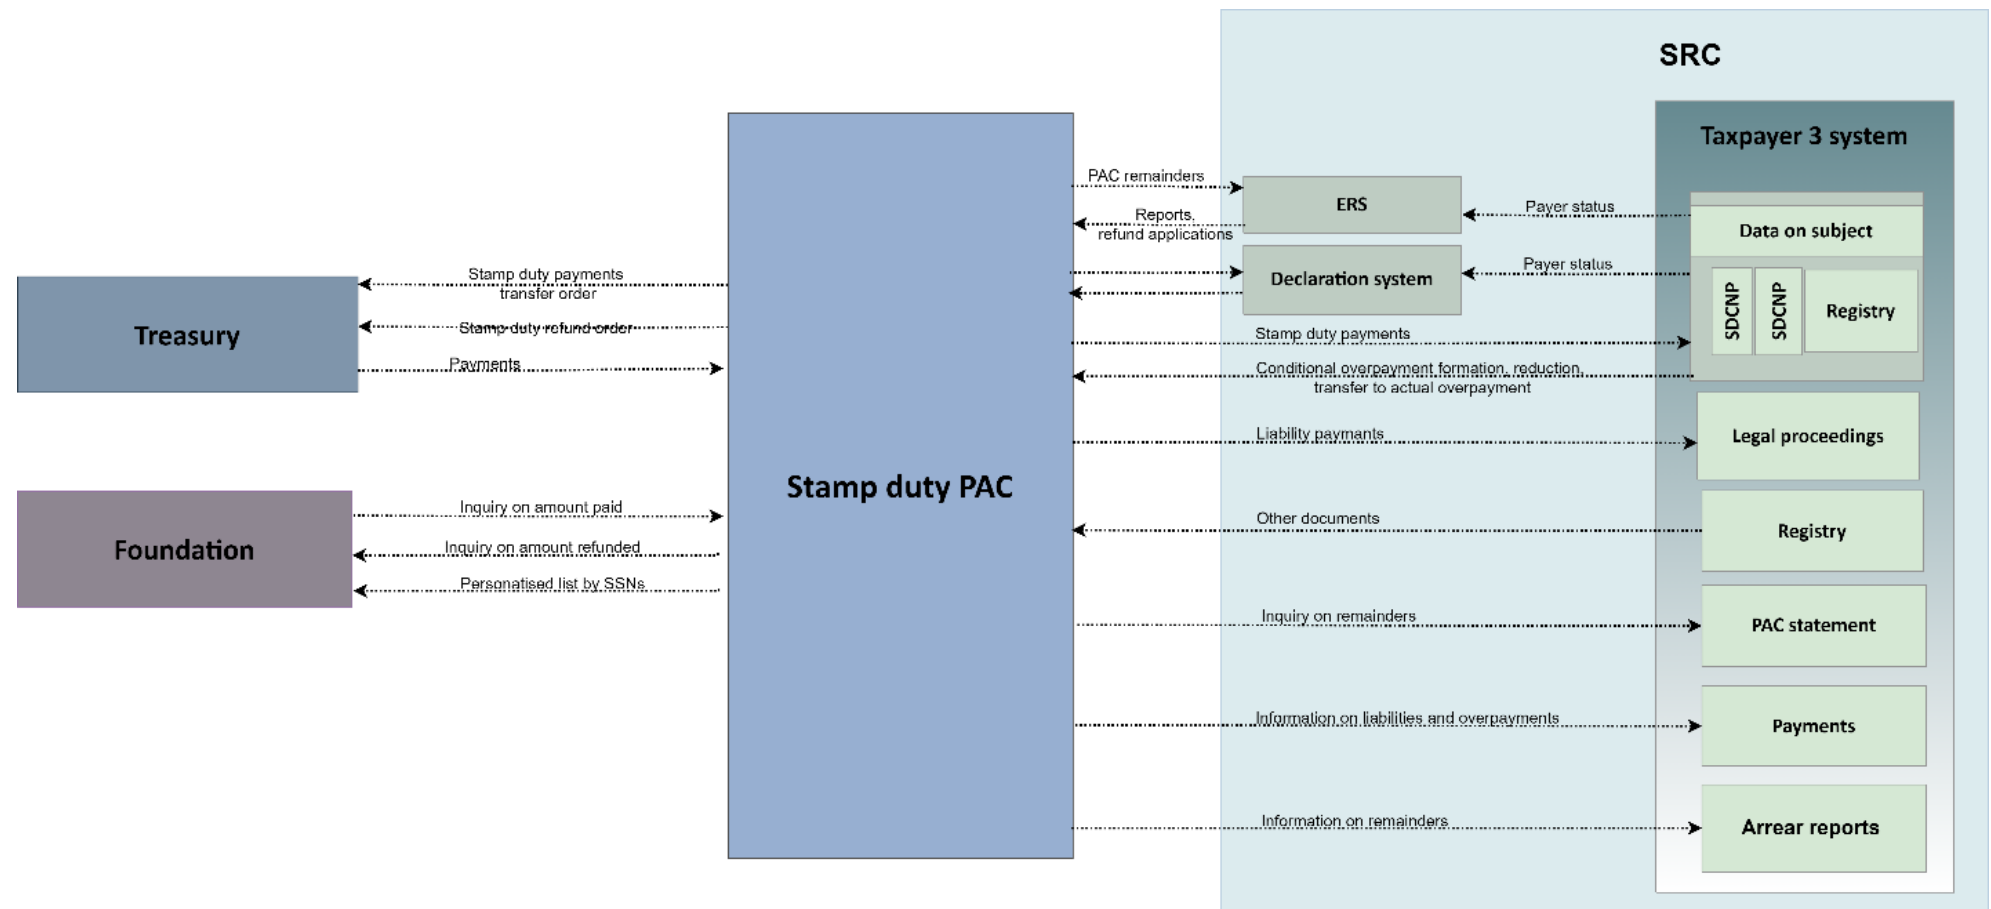 SRC
Taxpayer 3 system
PAC remainders
ERS
Payer status
Reports,
refund applications
Data on subject
Declaration system
Payer status
SDCNP
SDCNP
Registry
Stamp duty payments
transfer order
Treasury
Stamp duty refund order
Payments
Stamp duty payments
Conditional overpayment formation, reduction,
transfer to actual overpayment
Liability paymants
Legal proceedings
Stamp duty PAC
Foundation
Inquiry on amount paid
Inquiry on amount refunded
Personatised list by SSNs
Other documents
Registry
Inquiry on remainders
PAC statement
Information on liabilities and overpayments
Payments
Information on remainders
Arrear reports